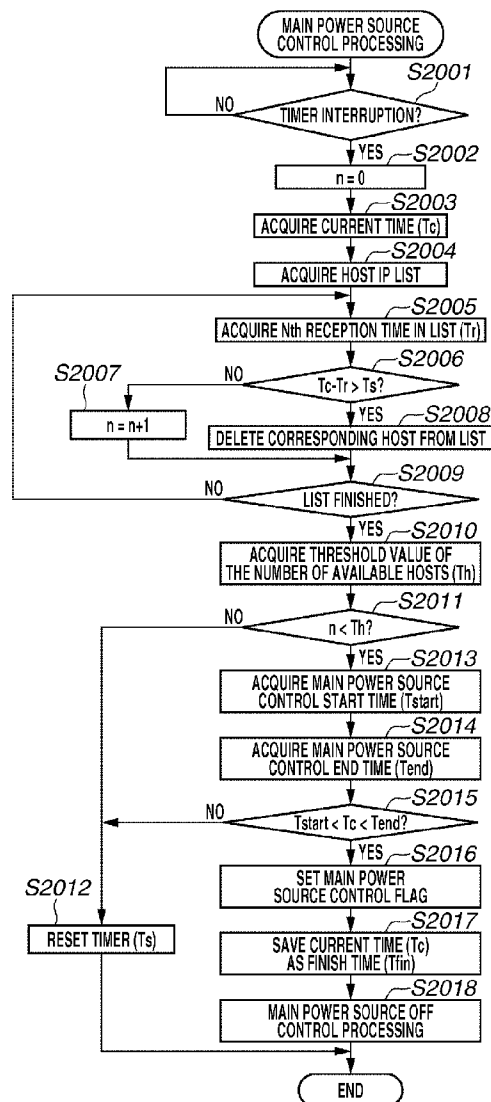 MAIN POWER SOURCE
CONTROL PROCESSING
S2001
NO
TIMER INTERRUPTION?
YES
S2002
n = 0
S2003
ACQUIRE CURRENT TIME (Tc)
S2004
ACQUIRE HOST IP LIST
S2005
ACQUIRE Nth RECEPTION TIME IN LIST (Tr)
S2006
S2007
NO
Tc-Tr > Ts?
YES
S2008
n = n+1
DELETE CORRESPONDING HOST FROM LIST
S2009
NO
LIST FINISHED?
YES
S2010
ACQUIRE THRESHOLD VALUE OF
THE NUMBER OF AVAILABLE HOSTS (Th)
S2011
NO
n < Th?
YES
S2013
ACQUIRE MAIN POWER SOURCE
CONTROL START TIME (Tstart)
S2014
ACQUIRE MAIN POWER SOURCE
CONTROL END TIME (Tend)
S2015
NO
Tstart < Tc < Tend?
YES
S2016
SET MAIN POWER
SOURCE CONTROL FLAG
S2012
RESET TIMER (Ts)
S2017
SAVE CURRENT TIME (Tc)
AS FINISH TIME (Tfin)
S2018
MAIN POWER SOURCE OFF
CONTROL PROCESSING
END